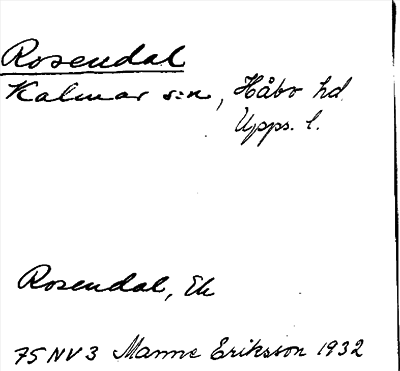 Rosendal
Kalmar s:n, Håbo hd
Upps. l.
Rosendal, Ek
75 NV 3 Manne Eriksson 1932